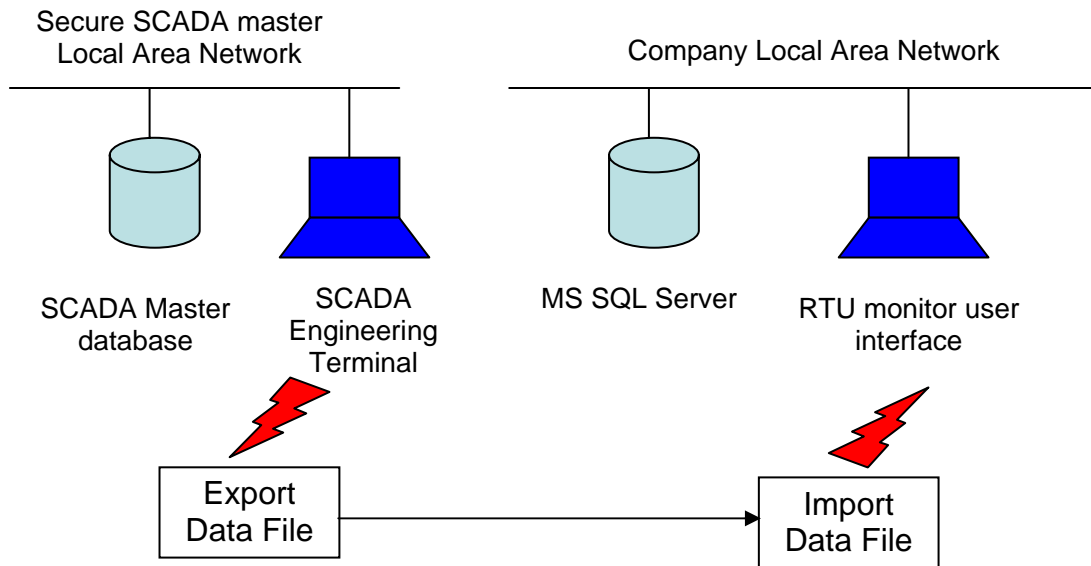 Secure SCADA master
Local Area Network
Company Local Area Network
SCADA Master
database
SCADA
Engineering
Terminal
MS SQL Server
RTU monitor user
interface
Export
Data File
Import
Data File